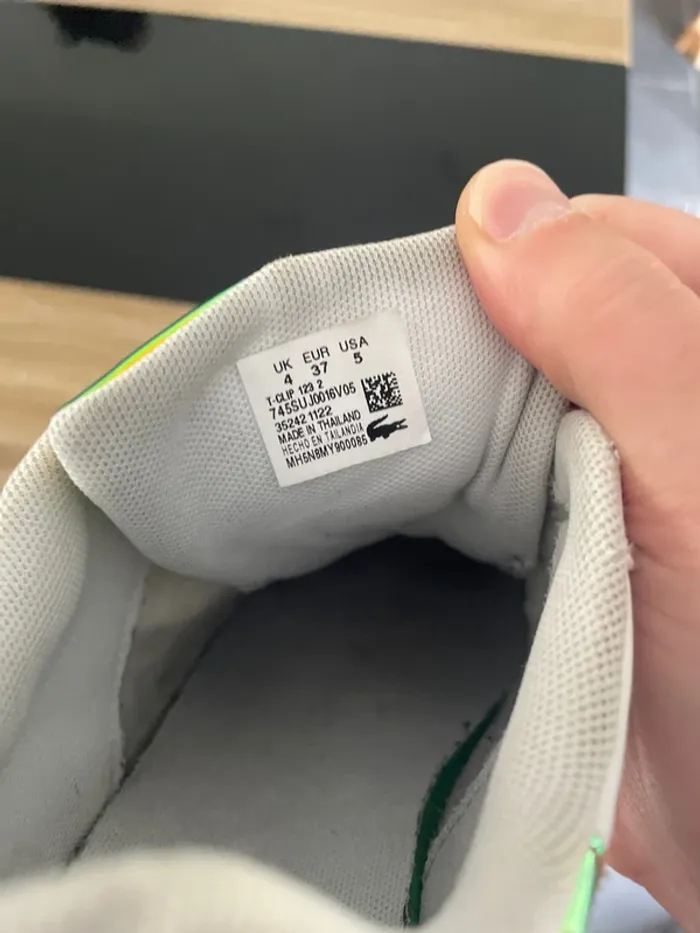 UK EUR USA
4 37 5
T-CLIP 123 2
745SUJ0016V05
35242 1122
MADE IN THAILAND
HECHO EN TAILANDIA
MH5N8MY900085